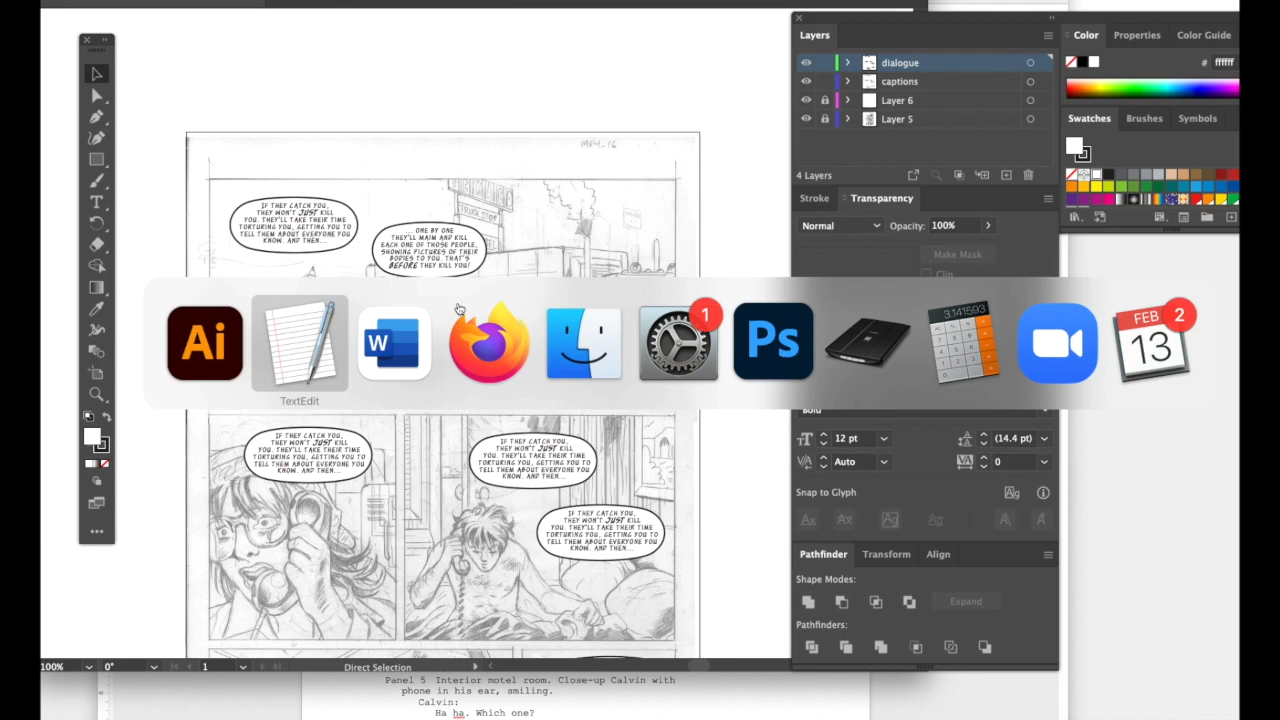 Layers
dialogue
captions
Layer 6
Layer 5
4 Layers
Stroke
Transparency
Normal
Opacity:
100%
Make Mask
Clip
Color
Properties
Color Guide
#
ffffff
Swatches
Brushes
Symbols
MRH-16
TRUCK STOP
IF THEY CATCH YOU,
THEY WON'T JUST KILL
YOU. THEY'LL TAKE THEIR TIME
TORTURING YOU, GETTING YOU TO
TELL THEM ABOUT EVERYONE YOU
KNOW. AND THEN...
... ONE BY ONE
THEY'LL MAIM AND KILL
EACH ONE OF THOSE PEOPLE,
SHOWING PICTURES OF THEIR
BODIES TO YOU. THAT'S
BEFORE THEY KILL YOU!
Ai
W
1
Ps
3.141593
FEB
13
2
TextEdit
Bold
12 pt
(14.4 pt)
Auto
0
Snap to Glyph
Pathfinder
Transform
Align
Shape Modes:
Expand
Pathfinders:
IF THEY CATCH YOU,
THEY WON'T JUST KILL
YOU. THEY'LL TAKE THEIR TIME
TORTURING YOU, GETTING YOU TO
TELL THEM ABOUT EVERYONE YOU
KNOW. AND THEN...
IF THEY CATCH YOU,
THEY WON'T JUST KILL
YOU. THEY'LL TAKE THEIR TIME
TORTURING YOU, GETTING YOU TO
TELL THEM ABOUT EVERYONE YOU
KNOW. AND THEN...
IF THEY CATCH YOU,
THEY WON'T JUST KILL
YOU. THEY'LL TAKE THEIR TIME
TORTURING YOU, GETTING YOU TO
TELL THEM ABOUT EVERYONE YOU
KNOW. AND THEN...
100%
0°
1
Direct Selection
Panel 5 Interior motel room. Close-up Calvin with
phone in his ear, smiling.
Calvin:
Ha ha. Which one?